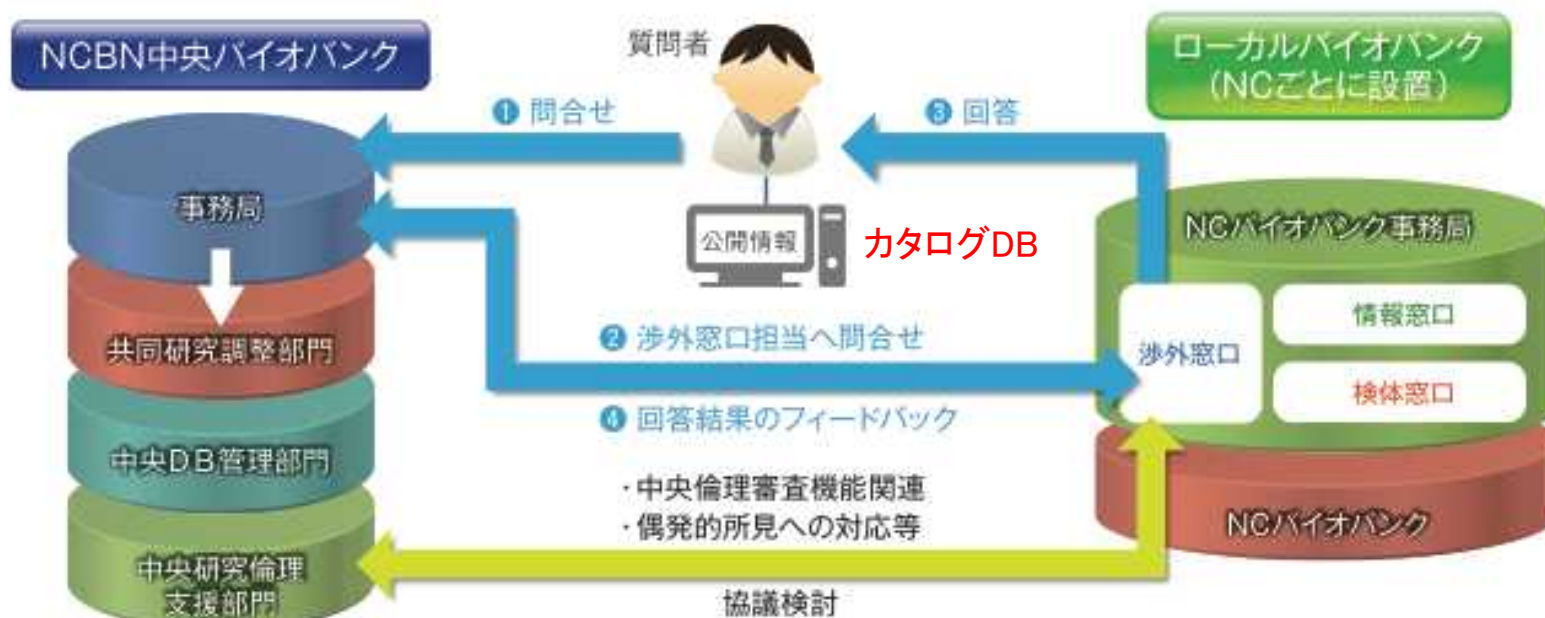 NCBN中央バイオバンク
質問者
ローカルバイオバンク
(NCごとに設置)
❶ 問合せ
❸ 回答
事務局
公開情報
カタログDB
NCバイオバンク事務局
共同研究調整部門
❷ 渉外窓口担当へ問合せ
渉外窓口
情報窓口
検体窓口
❹ 回答結果のフィードバック
中央DB管理部門
・中央倫理審査機能関連
・偶発的所見への対応等
NCバイオバンク
中央研究倫理
支援部門
協議検討